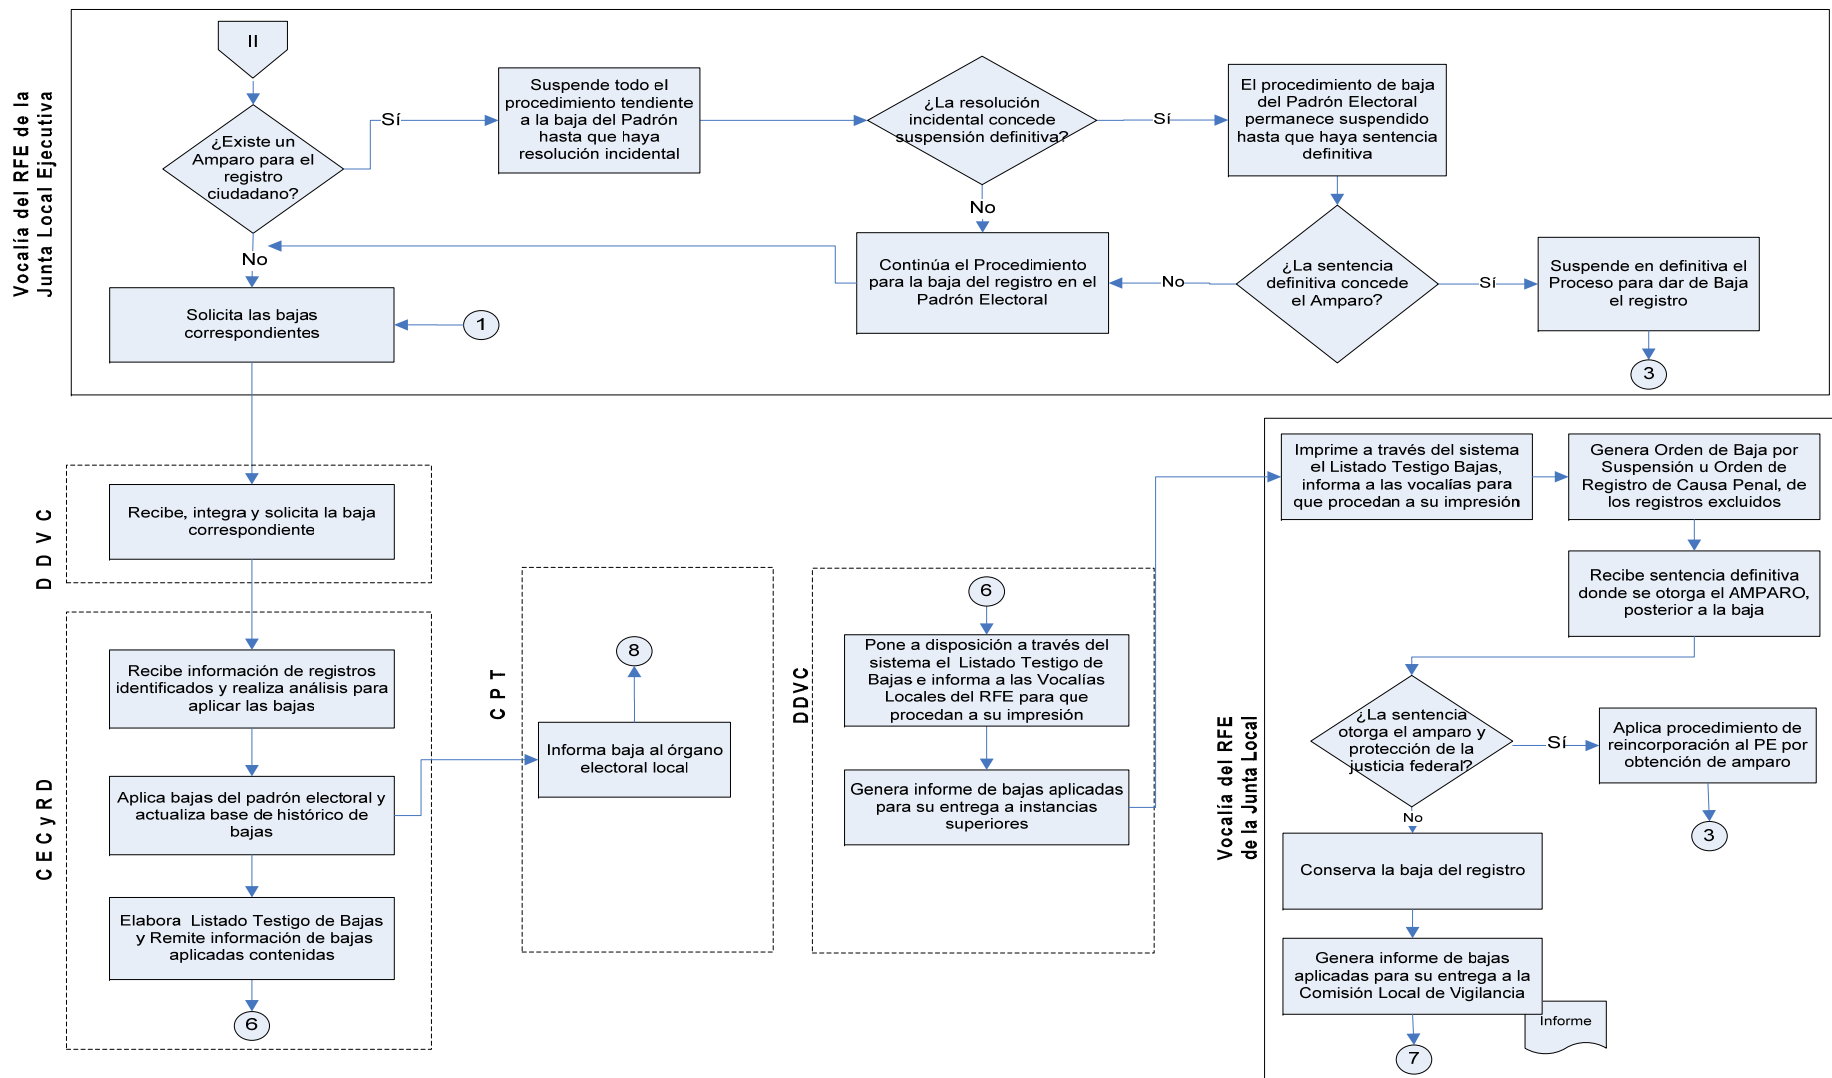 Vocalía del RFE de la
Junta Local Ejecutiva
II
¿Existe un
Amparo para el
registro
ciudadano?
Sí
No
Suspende todo el
procedimiento tendiente
a la baja del Padrón
hasta que haya
resolución incidental
¿La resolución
incidental concede
suspensión definitiva?
Sí
No
El procedimiento de baja
del Padrón Electoral
permanece suspendido
hasta que haya sentencia
definitiva
Continúa el Procedimiento
para la baja del registro en el
Padrón Electoral
No
¿La sentencia
definitiva concede
el Amparo?
Sí
Suspende en definitiva el
Proceso para dar de Baja
el registro
3
Solicita las bajas
correspondientes
1
DDVC
Recibe, integra y solicita la baja
correspondiente
CECyRD
Recibe información de registros
identificados y realiza análisis para
aplicar las bajas
Aplica bajas del padrón electoral y
actualiza base de histórico de
bajas
Elabora Listado Testigo de Bajas
y Remite información de bajas
aplicadas contenidas
6
CPT
8
Informa baja al órgano
electoral local
DDVC
6
Pone a disposición a través del
sistema el Listado Testigo de
Bajas e informa a las Vocalías
Locales del RFE para que
procedan a su impresión
Genera informe de bajas aplicadas
para su entrega a instancias
superiores
Vocalía del RFE
de la Junta Local
Imprime a través del sistema
el Listado Testigo Bajas,
informa a las vocalías para
que procedan a su impresión
Genera Orden de Baja por
Suspensión u Orden de
Registro de Causa Penal, de
los registros excluidos
Recibe sentencia definitiva
donde se otorga el AMPARO,
posterior a la baja
¿La sentencia
otorga el amparo y
protección de la
justicia federal?
Sí
No
Aplica procedimiento de
reincorporación al PE por
obtención de amparo
3
Conserva la baja del registro
Genera informe de bajas
aplicadas para su entrega a la
Comisión Local de Vigilancia
Informe
7